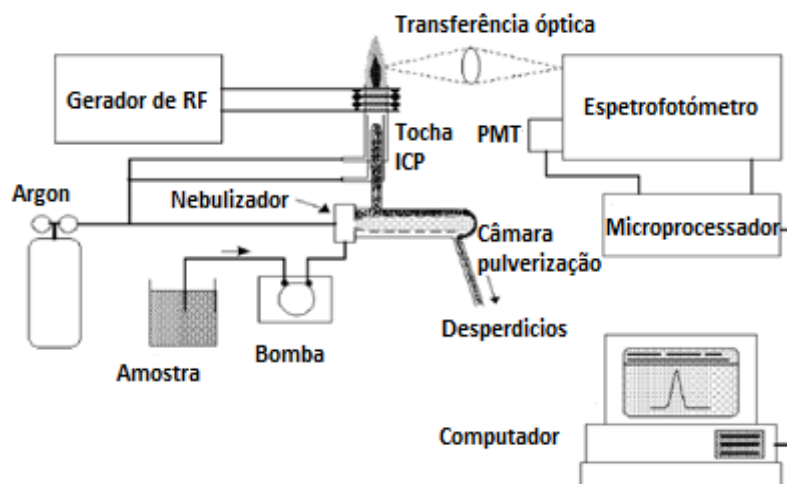 Transferência óptica
Gerador de RF
Espetrofotómetro
Tocha
ICP
PMT
Argon
Nebulizador
Microprocessador
Câmara
pulverização
Desperdicios
Amostra
Bomba
Computador